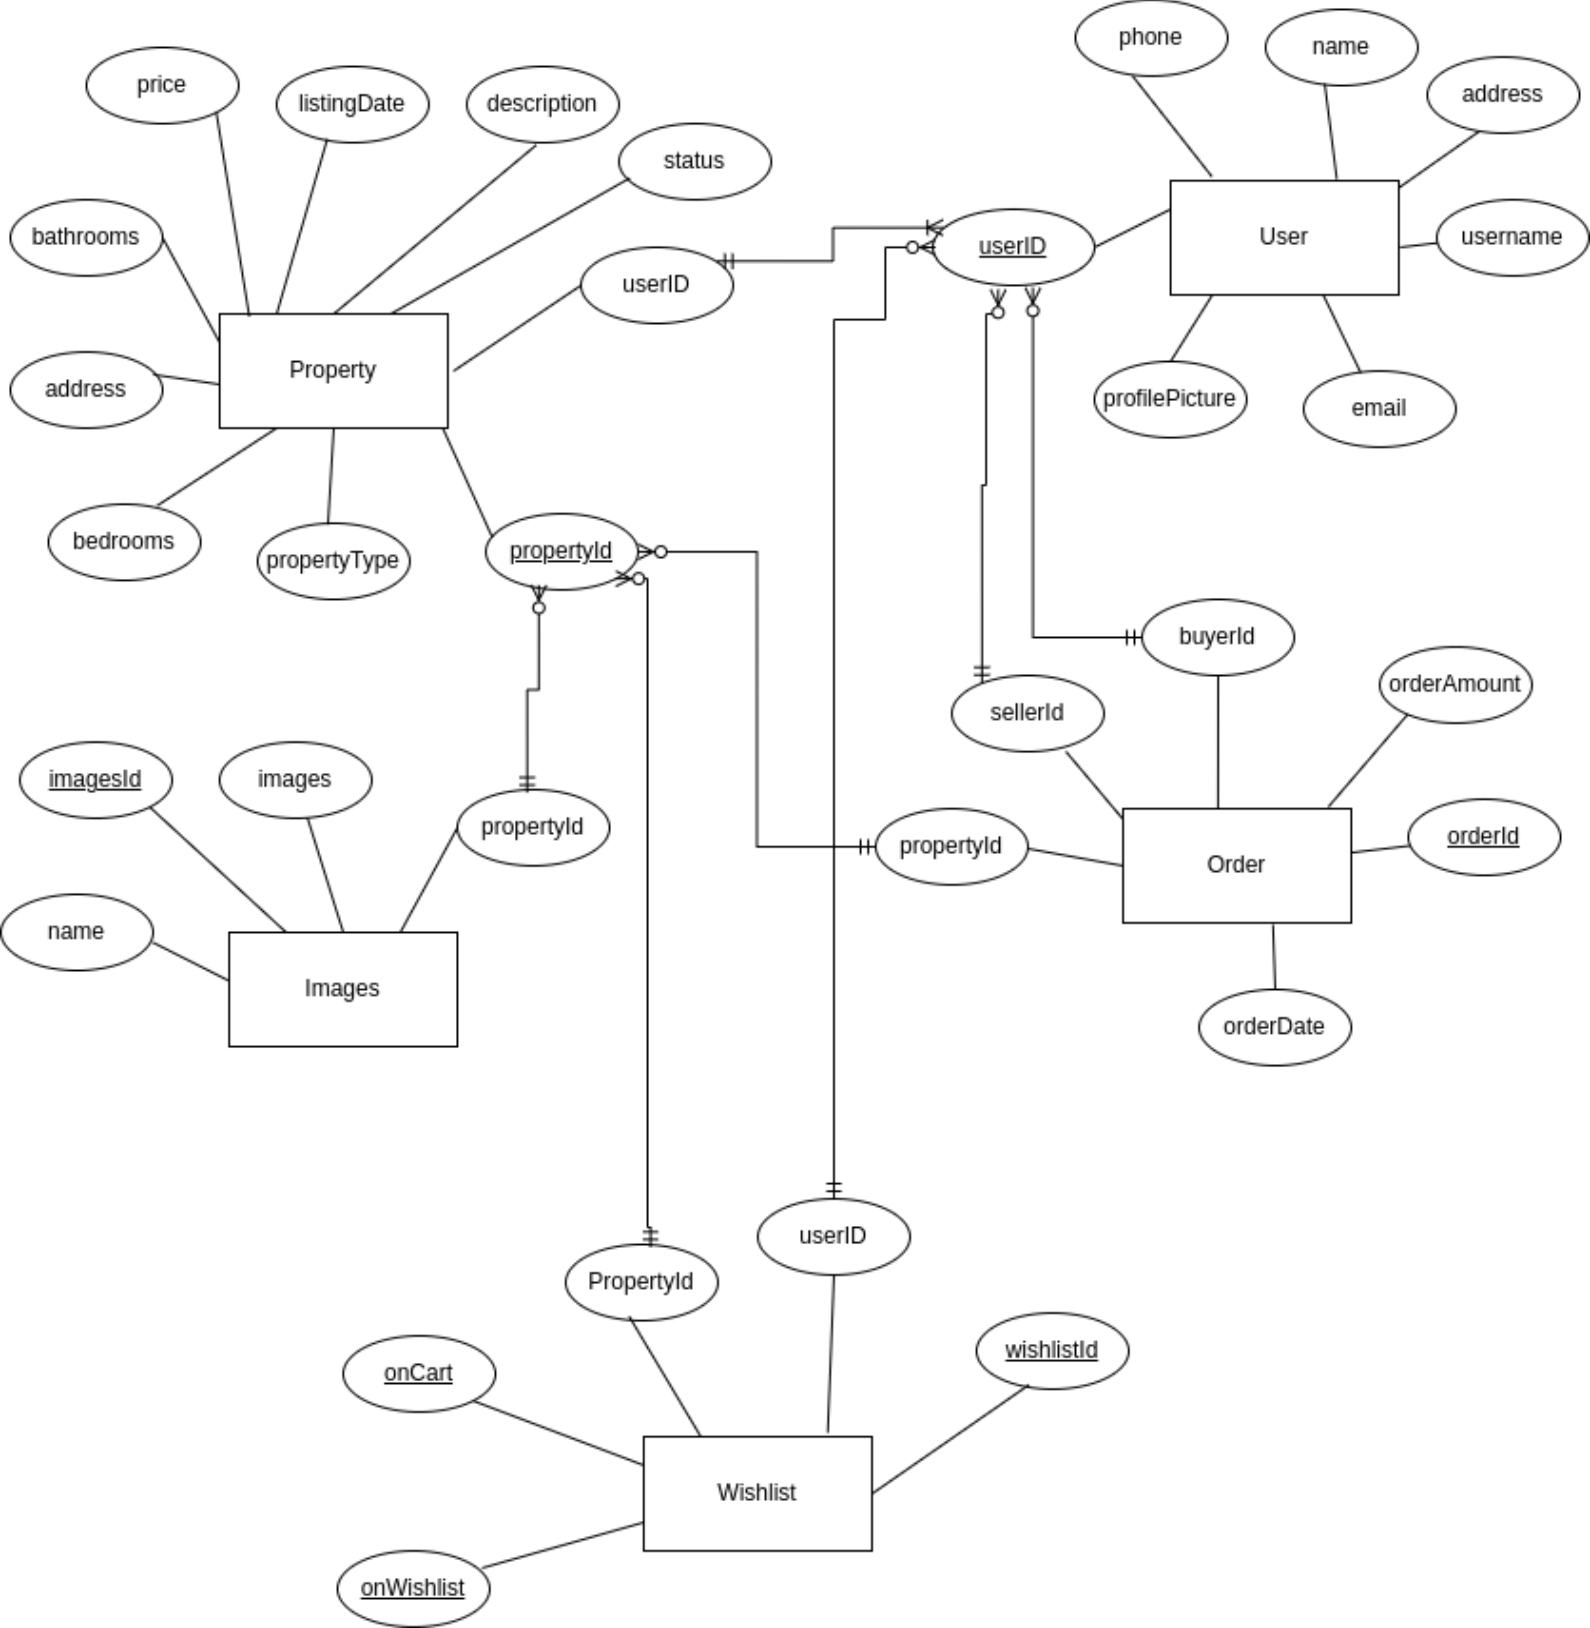 phone
name
price
address
listingDate
description
status
bathrooms
userID
User
username
userID
Property
address
profilePicture
email
bedrooms
propertyType
propertyId
buyerId
orderAmount
sellerId
imagesId
images
propertyId
propertyId
orderId
Order
name
Images
orderDate
userID
PropertyId
wishlistId
onCart
Wishlist
onWishlist